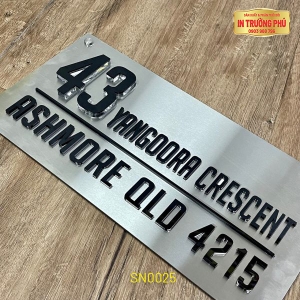 IN TRƯỜNG PHÚ
43 YANGOORA CRESCENT
ASHMORE QLD 4215
SN0025